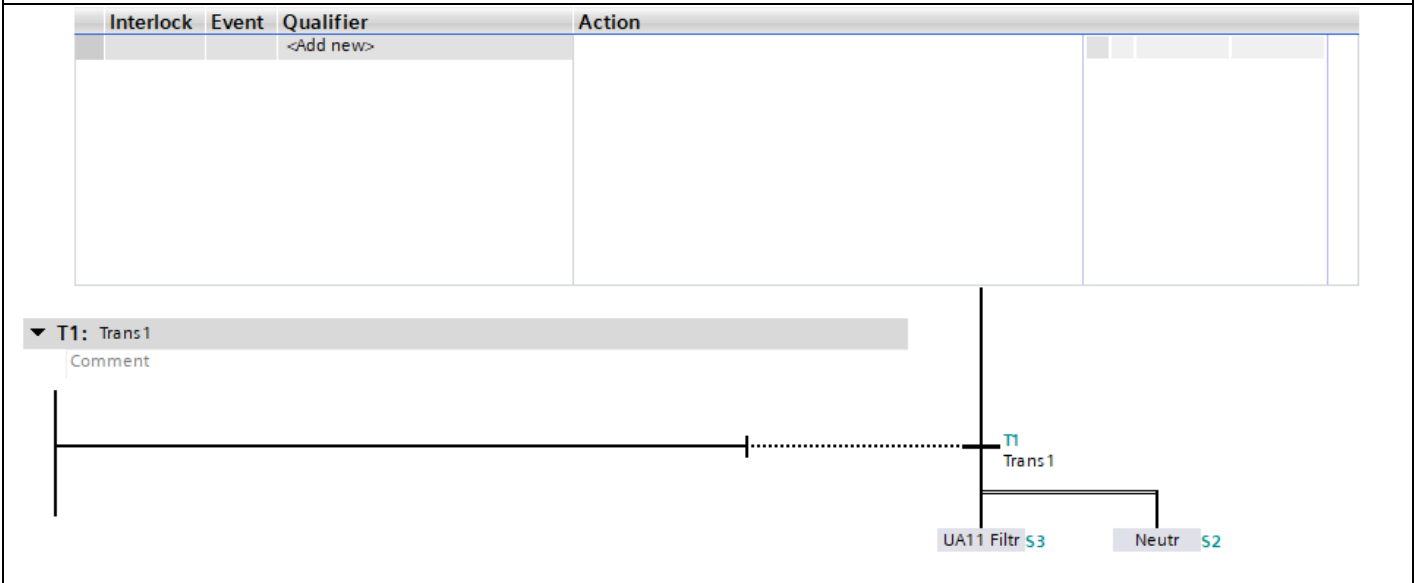 Interlock Event Qualifier Action
<Add new>
T1: Trans1
Comment
T1
Trans1
UA11 Filtr S3 Neutr S2